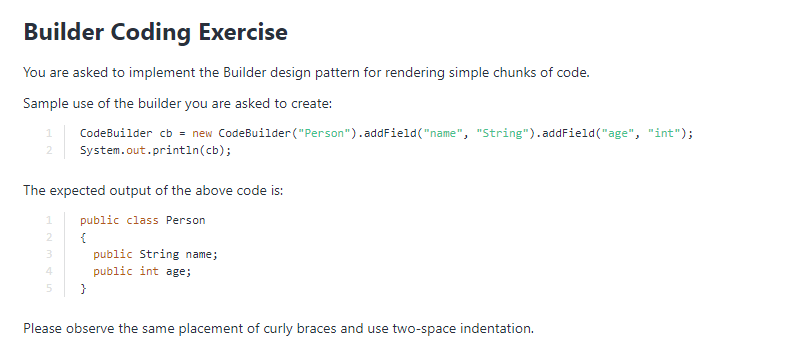 Builder Coding Exercise
You are asked to implement the Builder design pattern for rendering simple chunks of code.
Sample use of the builder you are asked to create:
1 CodeBuilder cb = new CodeBuilder("Person").addField("name", "String").addField("age", "int");
2 System.out.println(cb);
The expected output of the above code is:
1 public class Person
2 {
3   public String name;
4   public int age;
5 }
Please observe the same placement of curly braces and use two-space indentation.